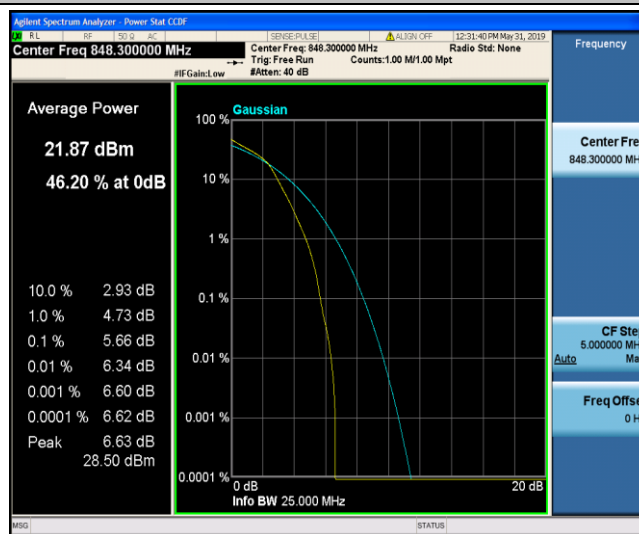 Agilent Spectrum Analyzer - Power Stat CCDF
RL RF 50 Ω AC SENSE:PULSE ALIGN OFF 12:31:40 PM May 31, 2019
Center Freq 848.300000 MHz
Center Freq: 848.300000 MHz Radio Std: None
Trig: Free Run Counts:1.00 M/1.00 Mpt
#IFGain:Low #Atten: 40 dB
Frequency
Average Power
21.87 dBm
46.20 % at 0dB
10.0 % 2.93 dB
1.0 % 4.73 dB
0.1 % 5.66 dB
0.01 % 6.34 dB
0.001 % 6.60 dB
0.0001 % 6.62 dB
Peak 6.63 dB
28.50 dBm
Gaussian
100 %
10 %
1 %
0.1 %
0.01 %
0.001 %
0.0001 %
0 dB 20 dB
Info BW 25.000 MHz
Center Fre
848.300000 MH
CF Ste
5.000000 MH
Auto Ma
Freq Offse
0 H
MSG STATUS